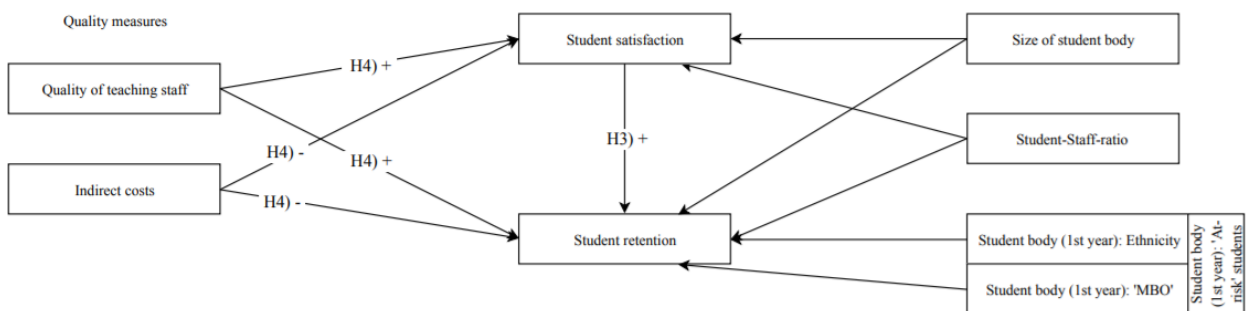 Quality measures
Student satisfaction
Size of student body
H4) +
Quality of teaching staff
H3) +
Student-Staff-ratio
H4) -
H4) +
Indirect costs
H4) -
Student retention
Student body (1st year): Ethnicity
Student body (1st year): 'MBO'
Student body
(1st year): 'At-
risk' students